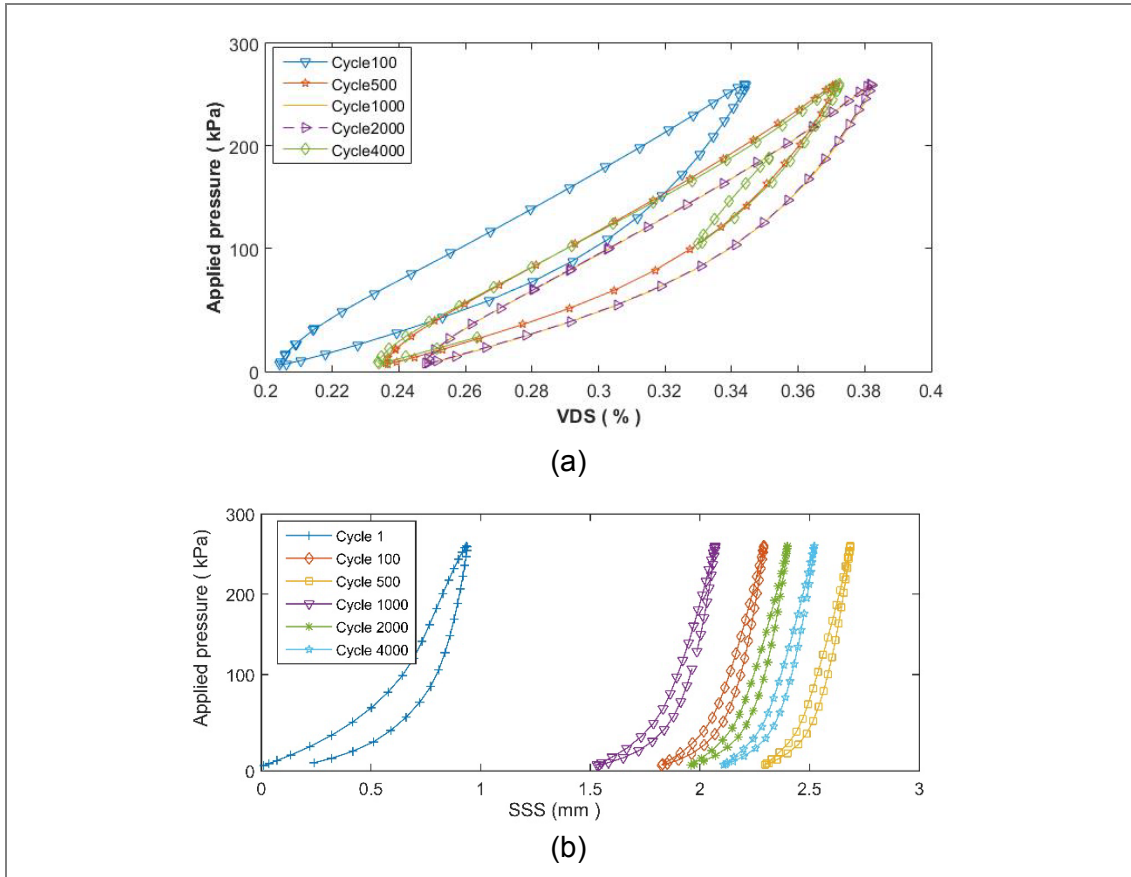 300
200
100
0
Applied pressure ( kPa)
Cycle100
Cycle500
Cycle1000
Cycle2000
Cycle4000
0.2 0.22 0.24 0.26 0.28 0.3 0.32 0.34 0.36 0.38 0.4
VDS ( % )
(a)
300
200
100
0
Applied pressure ( kPa)
Cycle 1
Cycle 100
Cycle 500
Cycle 1000
Cycle 2000
Cycle 4000
0 0.5 1 1.5 2 2.5 3
SSS (mm )
(b)